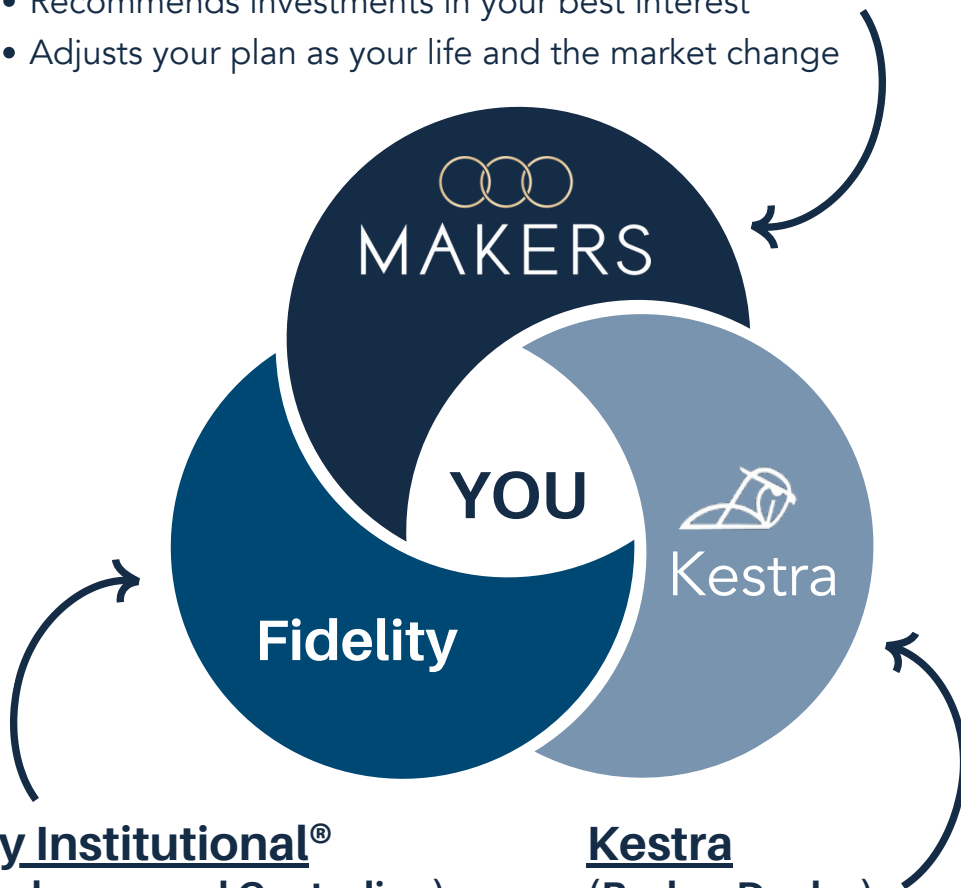 • Recommends investments in your best interest
• Adjusts your plan as your life and the market change
MAKERS
YOU
Kestra
Fidelity
y Institutional®
Kestra